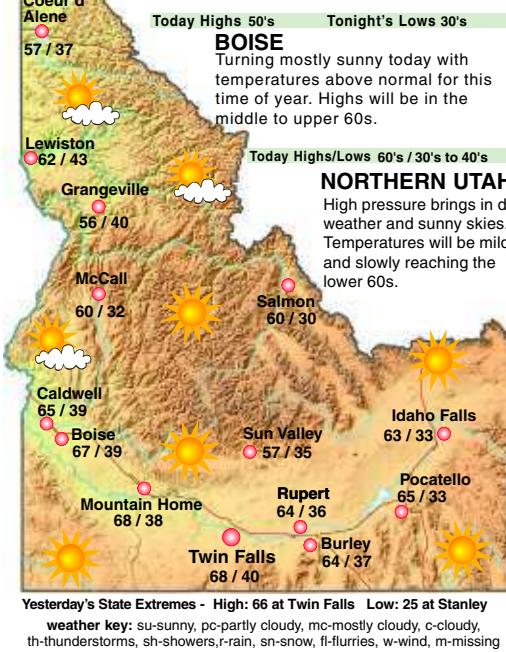 Coeur d'
Alene
57 / 37
Today Highs 50's Tonight's Lows 30's
BOISE
Turning mostly sunny today with
temperatures above normal for this
time of year. Highs will be in the
middle to upper 60s.
Lewiston
62 / 43
Today Highs/Lows 60's / 30's to 40's
NORTHERN UTAH
High pressure brings in d
weather and sunny skies.
Temperatures will be mild
and slowly reaching the
lower 60s.
Grangeville
56 / 40
McCall
60 / 32
Salmon
60 / 30
Caldwell
65 / 39
Boise
67 / 39
Sun Valley
57 / 35
Idaho Falls
63 / 33
Mountain Home
68 / 38
Rupert
64 / 36
Pocatello
65 / 33
Twin Falls
68 / 40
Burley
64 / 37
Yesterday's State Extremes - High: 66 at Twin Falls Low: 25 at Stanley
weather key: su-sunny, pc-partly cloudy, mc-mostly cloudy, c-cloudy,
th-thunderstorms, sh-showers,r-rain, sn-snow, fl-flurries, w-wind, m-missing